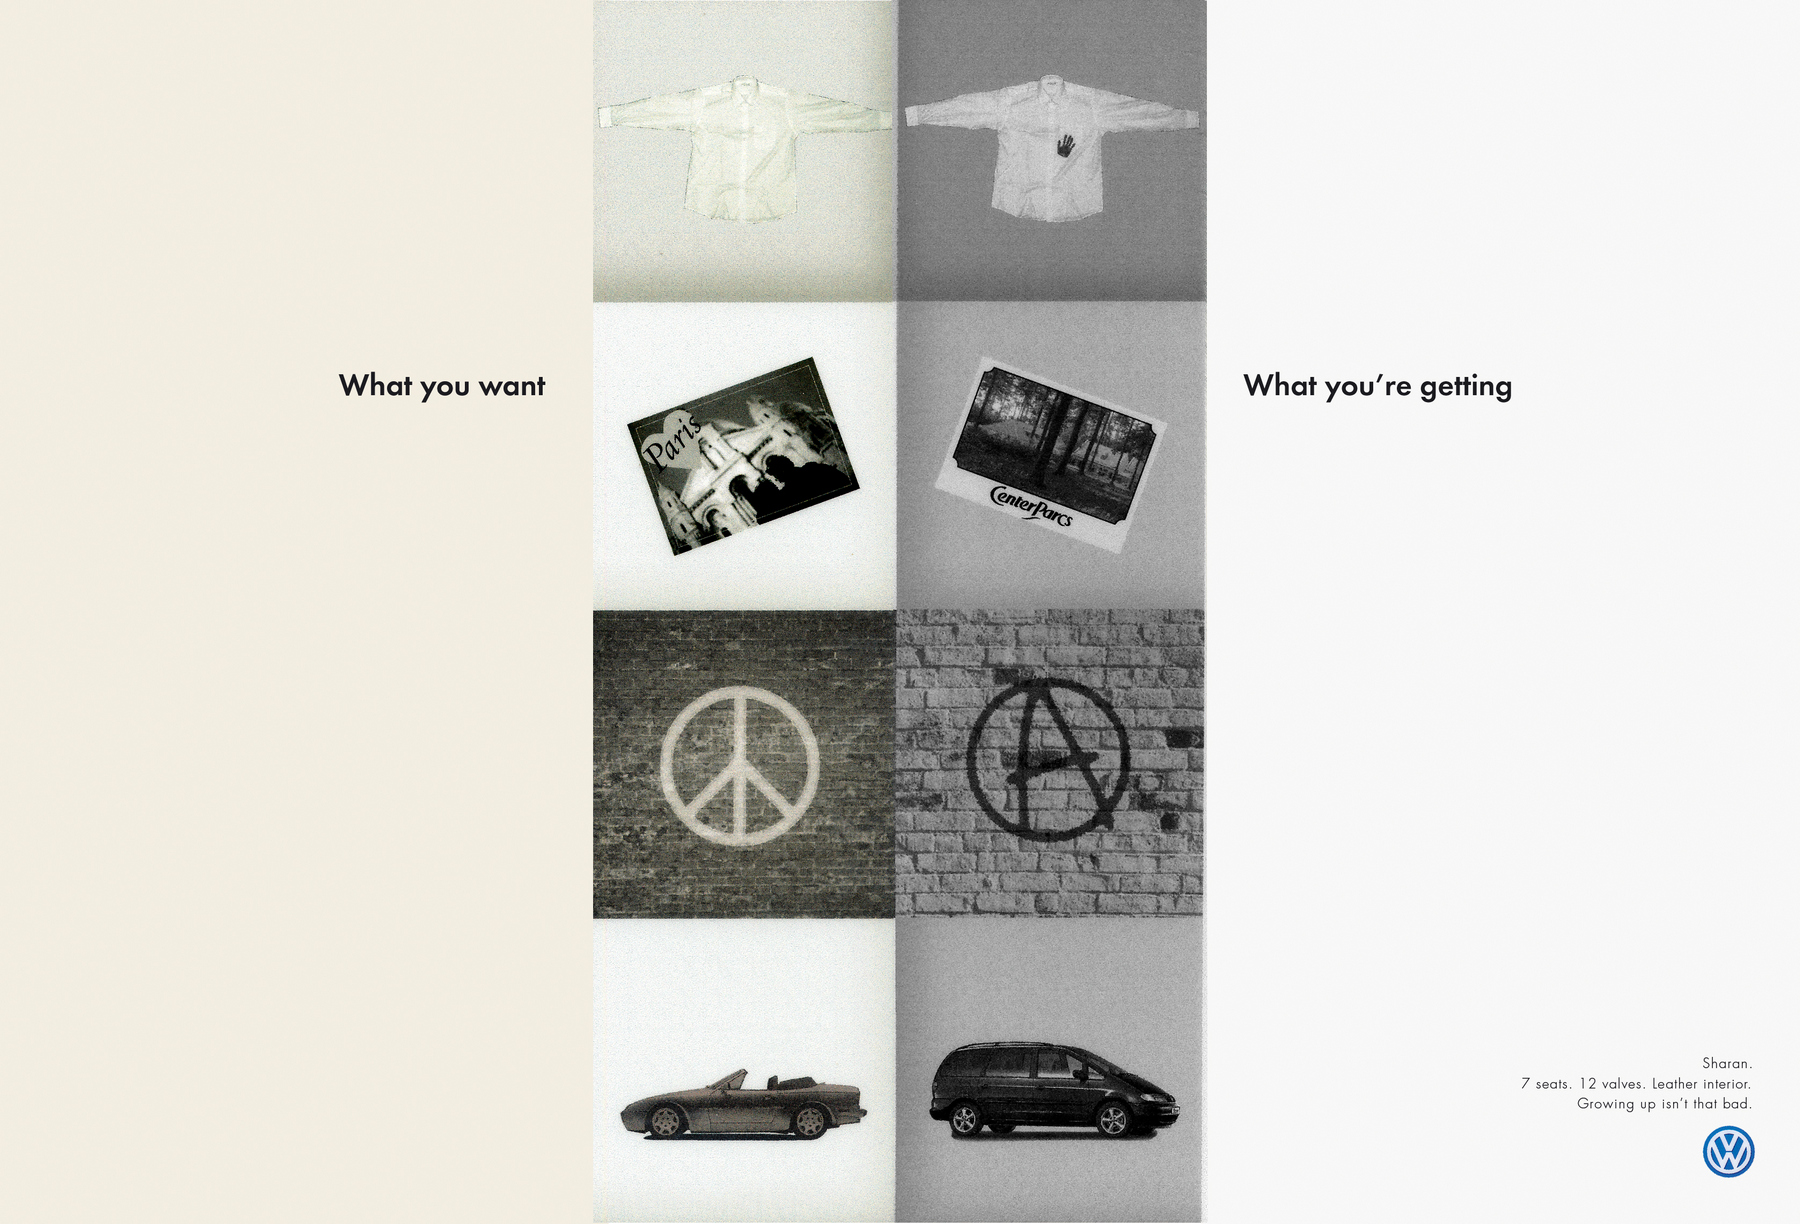 What you want
What you're getting
Paris
CenterParcs
Sharan.
7 seats. 12 valves. Leather interior.
Growing up isn't that bad.